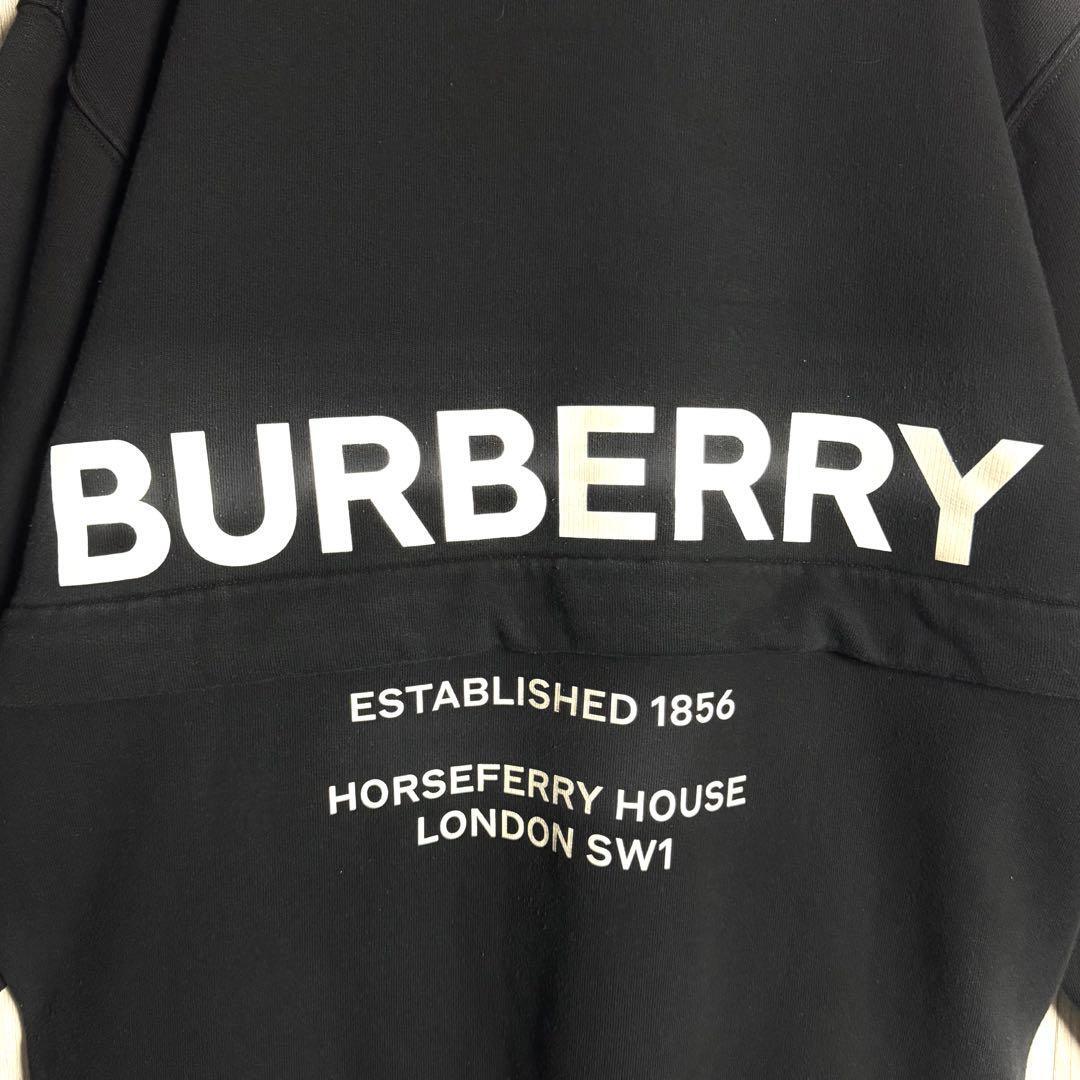 BURBERRY
ESTABLISHED 1856
HORSEFERRY HOUSE
LONDON SW1